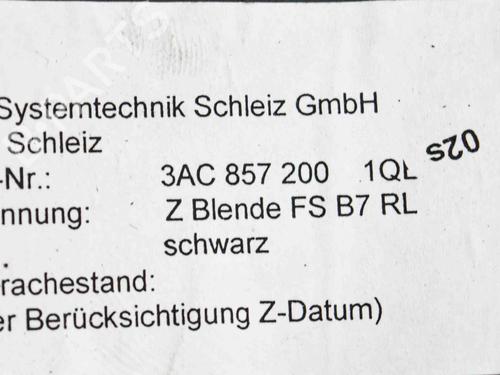 Systemtechnik Schleiz GmbH
Schleiz
-Nr.: 3AC 857 200 1QL
nnung: Z Blende FS B7 RL
schwarz
rachestand:
er Berücksichtigung Z-Datum)
02s